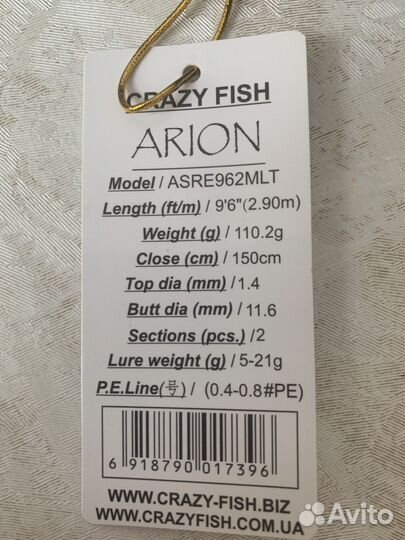 CRAZY FISH
ARION
Model / ASRE962MLT
Length (ft/m) / 9'6"(2.90m)
Weight (g) / 110.2g
Close (cm) / 150cm
Top dia (mm) / 1.4
Butt dia (mm) / 11.6
Sections (pcs.) /2
Lure weight (g) / 5-21g
P.E.Line(号) / (0.4-0.8#PE)
6 918790 017396
WWW.CRAZY-FISH.BIZ
WWW.CRAZYFISH.COM.UA
Avito